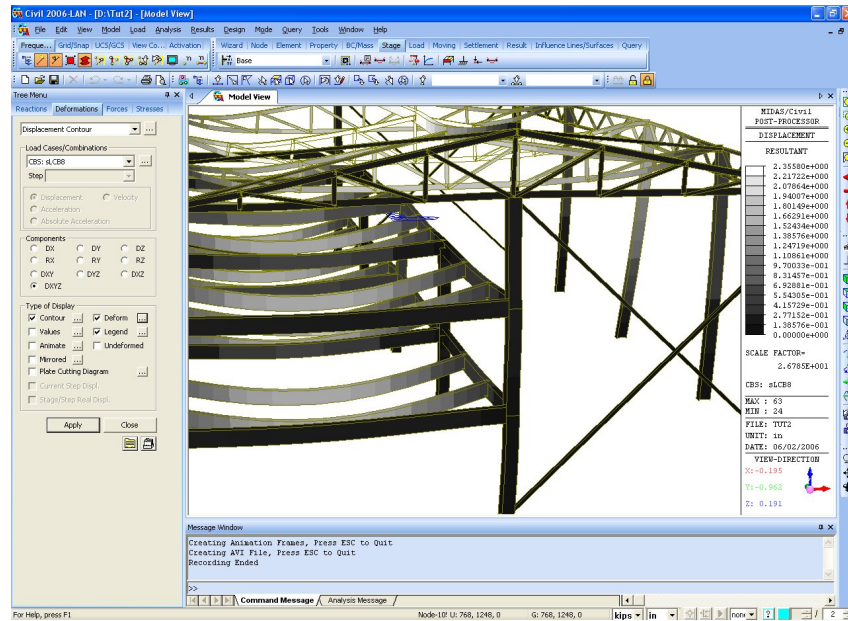 Civil 2006-LAN - [D:\Tut2] - [Model View]
File Edit View Model Load Analysis Results Design Mode Query Tools Window Help
Freque... Grid/Snap UCS/GCS View Co... Activation Wizard Node Element Property BC/Mass Stage Load Moving Settlement Result Influence Lines/Surfaces Query
Base
Tree Menu
Reactions Deformations Forces Stresses
Displacement Contour
Load Cases/Combinations
CBS: sLCB8
Step
Displacement Velocity
Acceleration
Absolute Acceleration
Components
DX DY DZ
RX RY RZ
DXY DYZ DXZ
DXYZ
Type of Display
Contour ... Deform ...
Values ... Legend ...
Animate ... Undeformed
Mirrored ...
Plate Cutting Diagram ...
Current Step Displ.
Stage/Step Real Displ.
Apply Close
Model View
MIDAS/Civil
POST-PROCESSOR
DISPLACEMENT
RESULTANT
2.35580e+000
2.21722e+000
2.07864e+000
1.94007e+000
1.80149e+000
1.66291e+000
1.52434e+000
1.38576e+000
1.24719e+000
1.10861e+000
9.70033e-001
8.31457e-001
6.92881e-001
5.54305e-001
4.15729e-001
2.77152e-001
1.38576e-001
0.00000e+000
SCALE FACTOR=
2.6785E+001
CBS: sLCB8
MAX : 63
MIN : 24
FILE: TUT2
UNIT: in
DATE: 06/02/2006
VIEW-DIRECTION
X:-0.195
Y:-0.962
Z: 0.191
Message Window
Creating Animation Frames, Press ESC to Quit
Creating AVI File, Press ESC to Quit
Recording Ended
>>
Command Message Analysis Message
For Help, press F1 Node-10! U: 768, 1248, 0 G: 768, 1248, 0 kips in non / 2